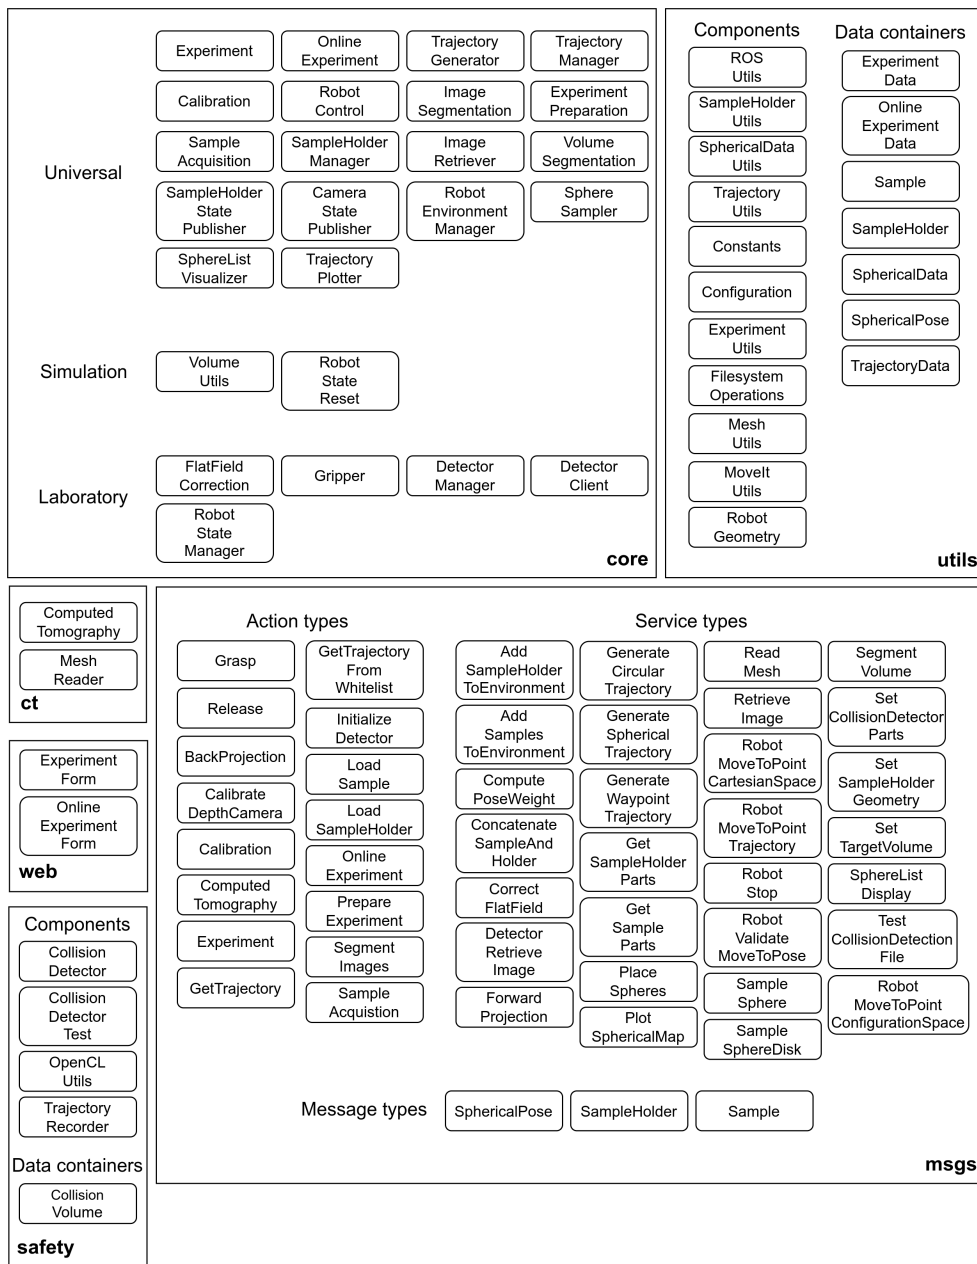 Universal
Experiment
Online
Experiment
Trajectory
Generator
Trajectory
Manager
Calibration
Robot
Control
Image
Segmentation
Experiment
Preparation
Sample
Acquisition
SampleHolder
Manager
Image
Retriever
Volume
Segmentation
SampleHolder
State
Publisher
Camera
State
Publisher
Robot
Environment
Manager
Sphere
Sampler
SphereList
Visualizer
Trajectory
Plotter
Simulation
Volume
Utils
Robot
State
Reset
Laboratory
FlatField
Correction
Gripper
Detector
Manager
Detector
Client
Robot
State
Manager
core
Components
ROS
Utils
SampleHolder
Utils
SphericalData
Utils
Trajectory
Utils
Constants
Configuration
Experiment
Utils
Filesystem
Operations
Mesh
Utils
MoveIt
Utils
Robot
Geometry
Data containers
Experiment
Data
Online
Experiment
Data
Sample
SampleHolder
SphericalData
SphericalPose
TrajectoryData
utils
Computed
Tomography
Mesh
Reader
ct
Experiment
Form
Online
Experiment
Form
web
Components
Collision
Detector
Collision
Detector
Test
OpenCL
Utils
Trajectory
Recorder
Data containers
Collision
Volume
safety
Action types
Grasp
Release
BackProjection
Calibrate
DepthCamera
Calibration
Computed
Tomography
Experiment
GetTrajectory
GetTrajectory
From
Whitelist
Initialize
Detector
Load
Sample
Load
SampleHolder
Online
Experiment
Prepare
Experiment
Segment
Images
Sample
Acquistion
Service types
Add
SampleHolder
ToEnvironment
Add
Samples
ToEnvironment
Compute
PoseWeight
Concatenate
SampleAnd
Holder
Correct
FlatField
Detector
Retrieve
Image
Forward
Projection
Generate
Circular
Trajectory
Generate
Spherical
Trajectory
Generate
Waypoint
Trajectory
Get
SampleHolder
Parts
Get
Sample
Parts
Place
Spheres
Plot
SphericalMap
Read
Mesh
Retrieve
Image
Robot
MoveToPoint
CartesianSpace
Robot
MoveToPoint
Trajectory
Robot
Stop
Robot
Validate
MoveToPose
Sample
Sphere
Sample
SphereDisk
Segment
Volume
Set
CollisionDetector
Parts
Set
SampleHolder
Geometry
Set
TargetVolume
SphereList
Display
Test
CollisionDetection
File
Robot
MoveToPoint
ConfigurationSpace
Message types
SphericalPose
SampleHolder
Sample
msgs